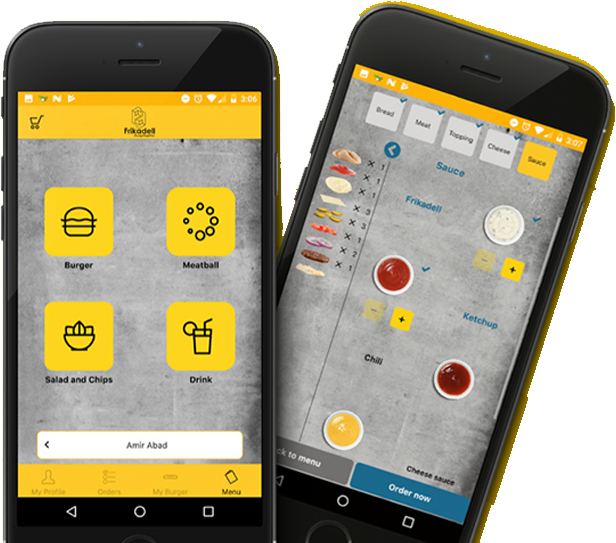 3:06
frikadell
Burger
Meatball
Salad and Chips
Drink
Amir Abad
My Profile
Orders
My Burger
Menu
3:07
Bread
Meat
Topping
Cheese
Sauce
Sauce
× 1
× 1
× 1
× 2
× 1
× 1
Frikadell
- +
- +
Ketchup
Chili
Cheese sauce
ck to menu
Order now